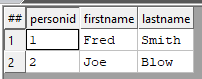 ## personid firstname lastname
1 1 Fred Smith
2 2 Joe Blow